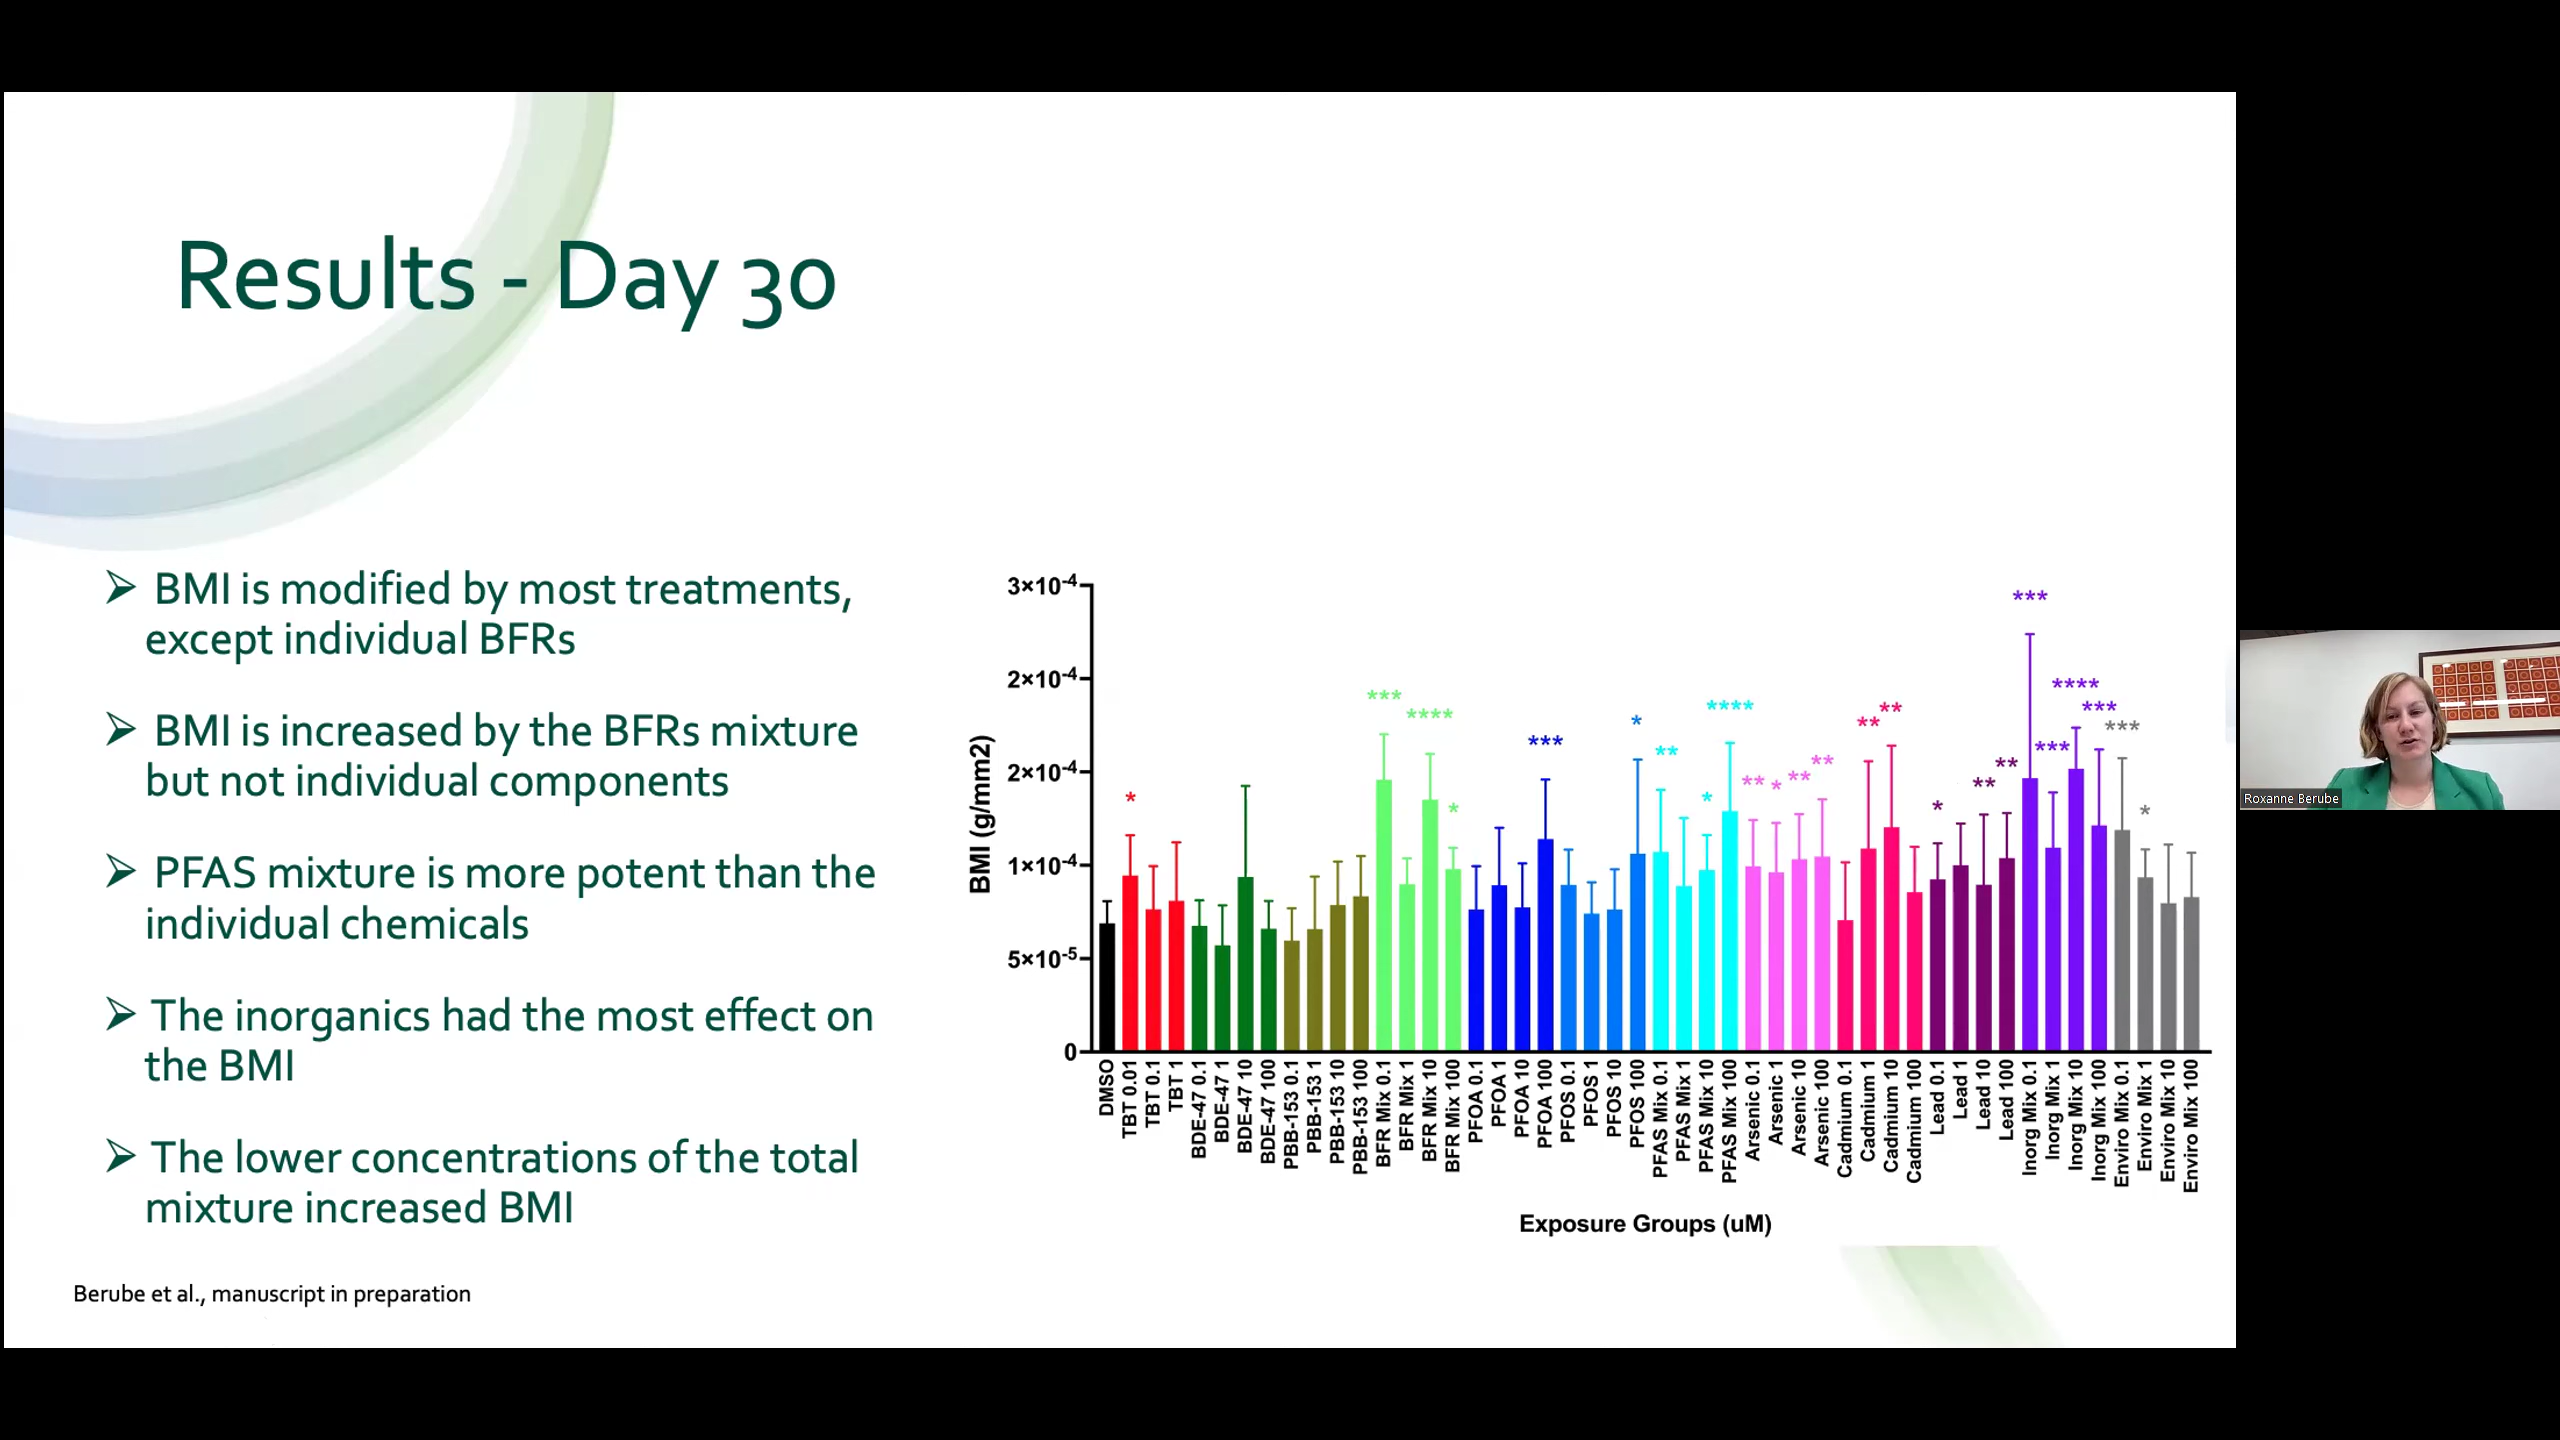 Results - Day 30
➢ BMI is modified by most treatments,
except individual BFRs
➢ BMI is increased by the BFRs mixture
but not individual components
➢ PFAS mixture is more potent than the
individual chemicals
➢ The inorganics had the most effect on
the BMI
➢ The lower concentrations of the total
mixture increased BMI
Berube et al., manuscript in preparation
BMI (g/mm2)
3×10-4
2×10-4
2×10-4
1×10-4
5×10-5
0
*
***
****
*
***
*
**
*
****
**
*
**
**
**
**
*
**
**
***
***
****
***
***
*
DMSO
TBT 0.01
TBT 0.1
TBT 1
BDE-47 0.1
BDE-47 1
BDE-47 10
BDE-47 100
PBB-153 0.1
PBB-153 1
PBB-153 10
PBB-153 100
BFR Mix 0.1
BFR Mix 1
BFR Mix 10
BFR Mix 100
PFOA 0.1
PFOA 1
PFOA 10
PFOA 100
PFOS 0.1
PFOS 1
PFOS 10
PFOS 100
PFAS Mix 0.1
PFAS Mix 1
PFAS Mix 10
PFAS Mix 100
Arsenic 0.1
Arsenic 1
Arsenic 10
Arsenic 100
Cadmium 0.1
Cadmium 1
Cadmium 10
Cadmium 100
Lead 0.1
Lead 1
Lead 10
Lead 100
Inorg Mix 0.1
Inorg Mix 1
Inorg Mix 10
Inorg Mix 100
Enviro Mix 0.1
Enviro Mix 1
Enviro Mix 10
Enviro Mix 100
Exposure Groups (uM)
Roxanne Berube